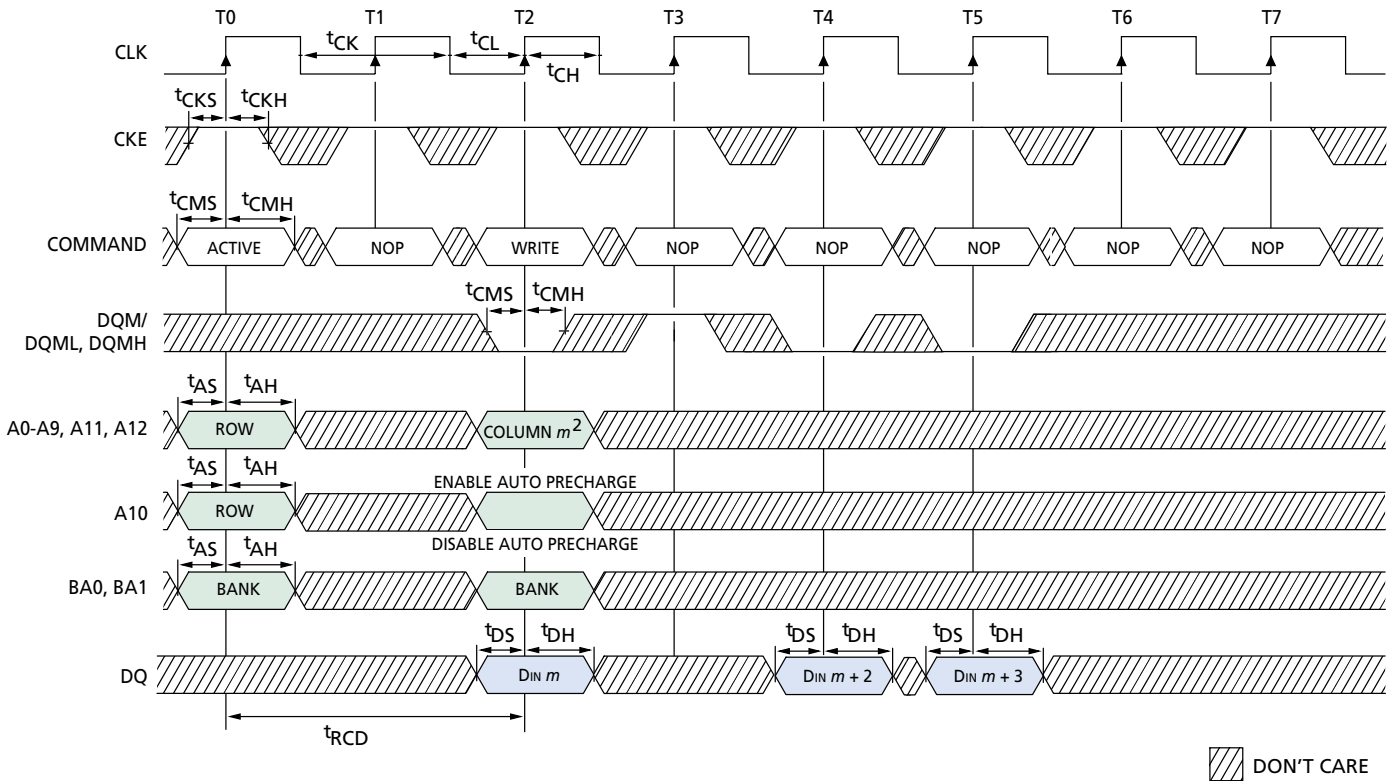 T0 T1 T2 T3 T4 T5 T6 T7
CLK tCK tCL tCH
tCKS tCKH
CKE
tCMS tCMH
COMMAND ACTIVE NOP WRITE NOP NOP NOP NOP NOP
tCMS tCMH
DQM/
DQML, DQMH
tAS tAH
A0-A9, A11, A12 ROW COLUMN m2
tAS tAH ENABLE AUTO PRECHARGE
A10 ROW
DISABLE AUTO PRECHARGE
tAS tAH
BA0, BA1 BANK BANK
tDS tDH tDS tDH tDS tDH
DQ DIN m DIN m + 2 DIN m + 3
tRCD
DON'T CARE